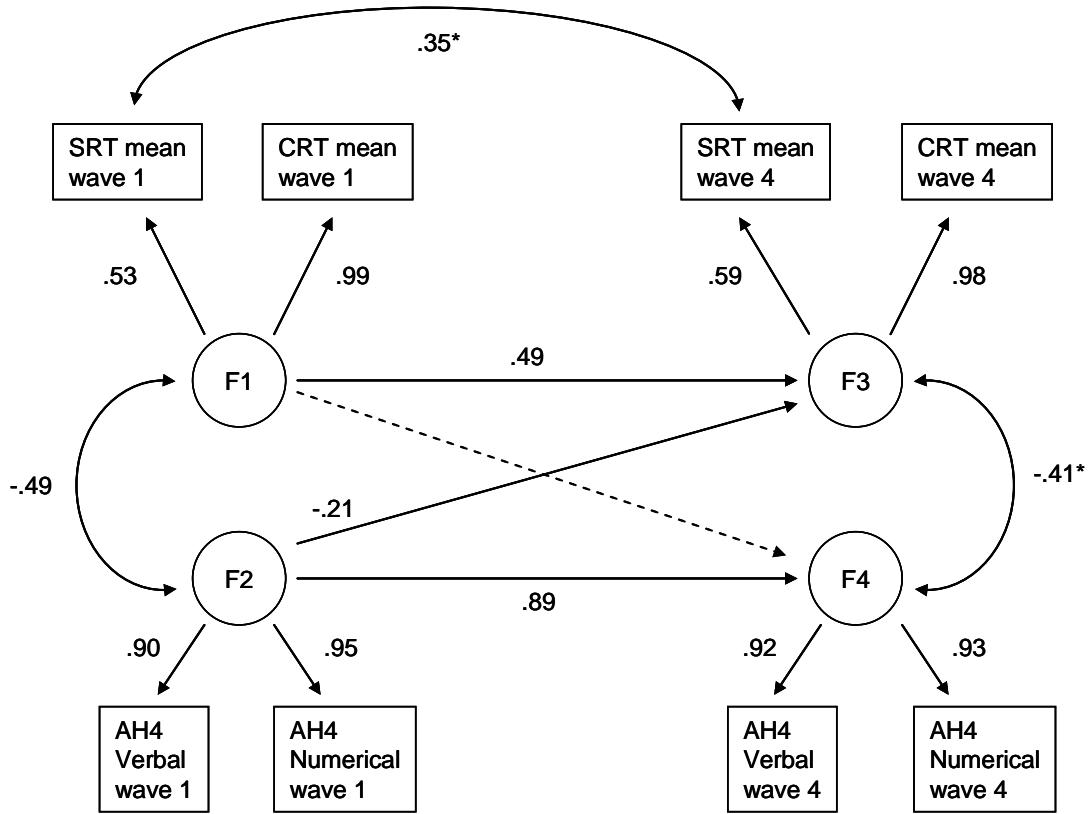 .35*
SRT mean
wave 1
CRT mean
wave 1
SRT mean
wave 4
CRT mean
wave 4
.53
.99
.59
.98
F1
.49
F3
-.49
-.21
-.41*
F2
.89
F4
.90
.95
.92
.93
AH4
Verbal
wave 1
AH4
Numerical
wave 1
AH4
Verbal
wave 4
AH4
Numerical
wave 4